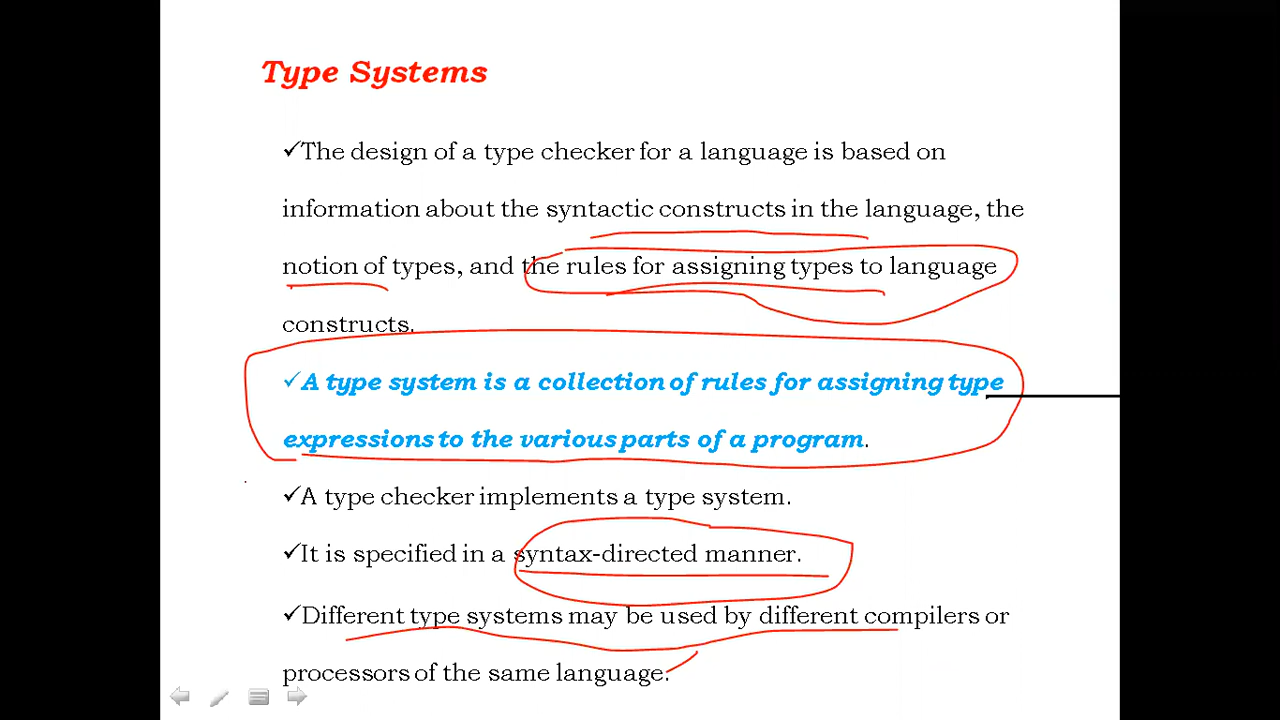 Type Systems
✓The design of a type checker for a language is based on
information about the syntactic constructs in the language, the
notion of types, and the rules for assigning types to language
constructs.
✓A type system is a collection of rules for assigning type
expressions to the various parts of a program.
✓A type checker implements a type system.
✓It is specified in a syntax-directed manner.
✓Different type systems may be used by different compilers or
processors of the same language.